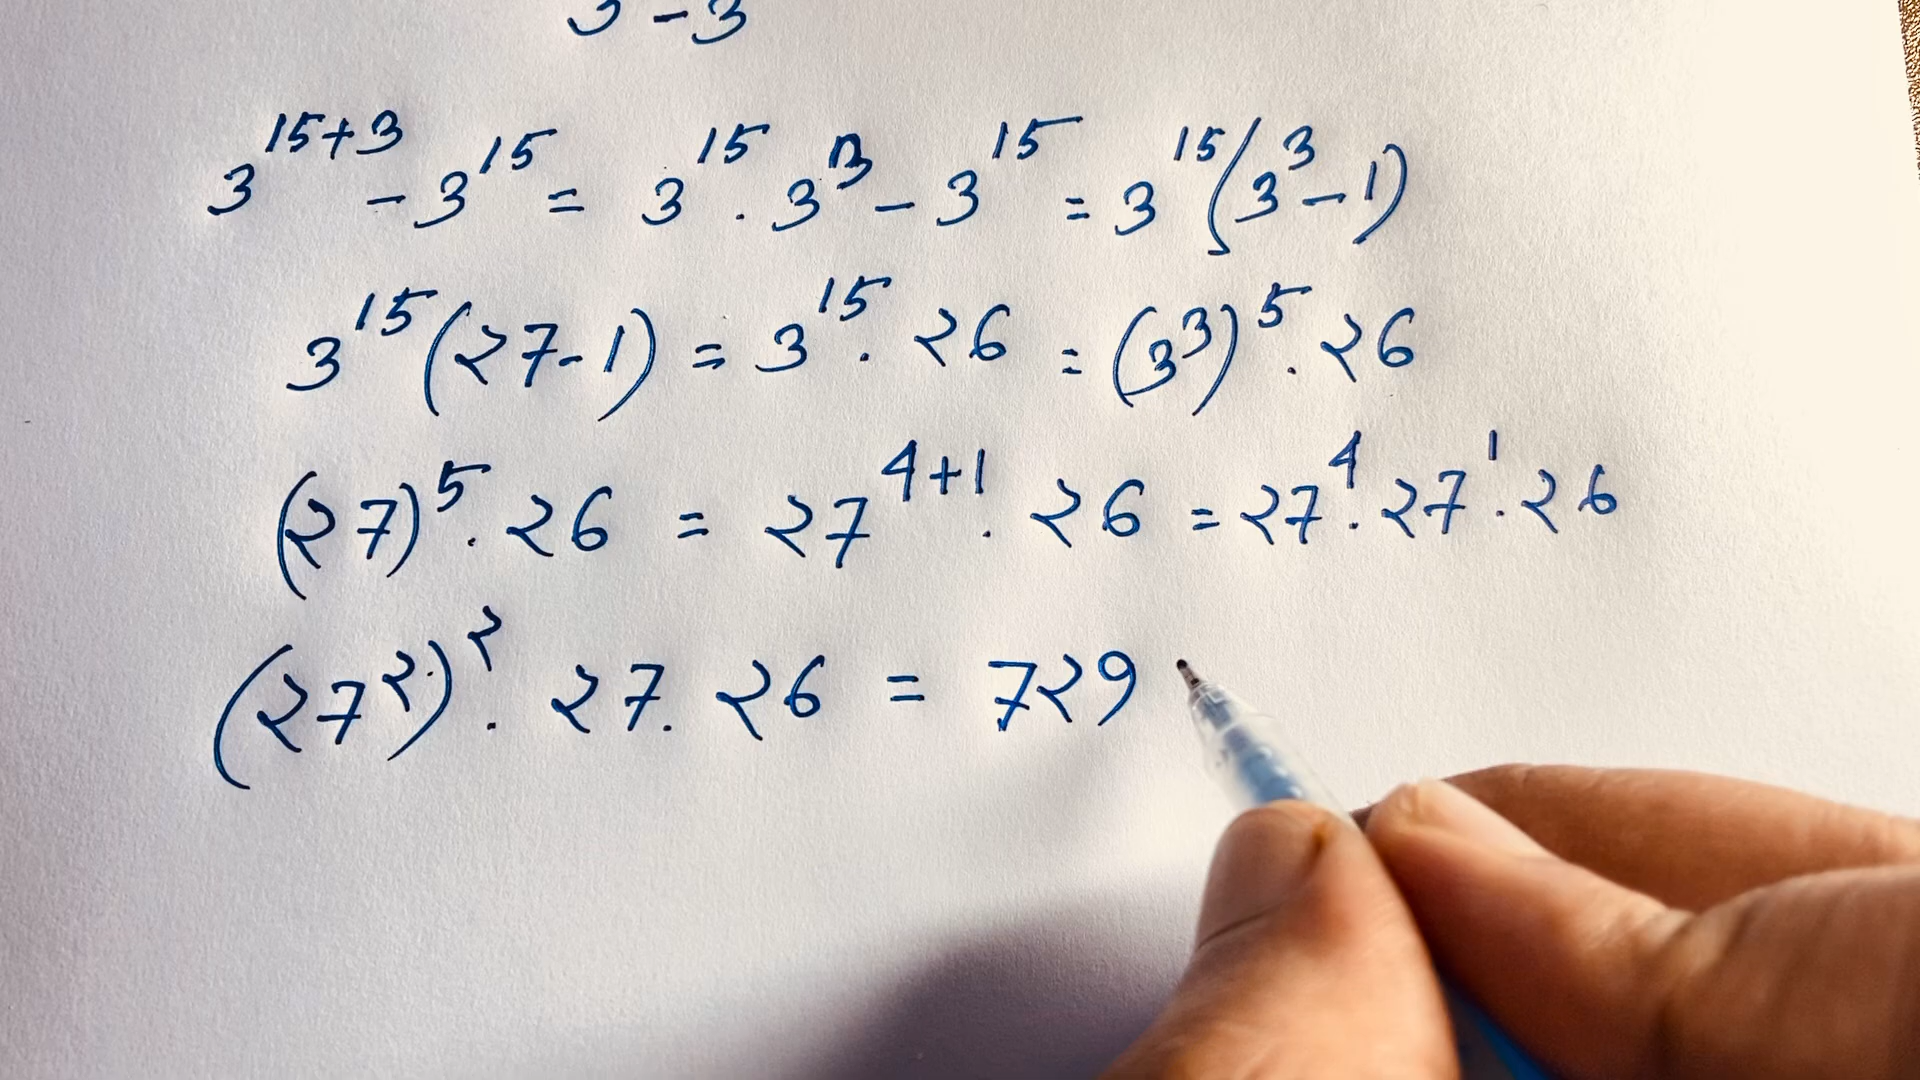 3 - 3
3^{15+3} - 3^{15} = 3^{15} . 3^3 - 3^{15} = 3^{15}(3^3 - 1)
3^{15}(27-1) = 3^{15} . 26 = (3^3)^5 . 26
(27)^5 . 26 = 27^{4+1} . 26 = 27^4 . 27^1 . 26
(27^2)^2 . 27 . 26 = 729